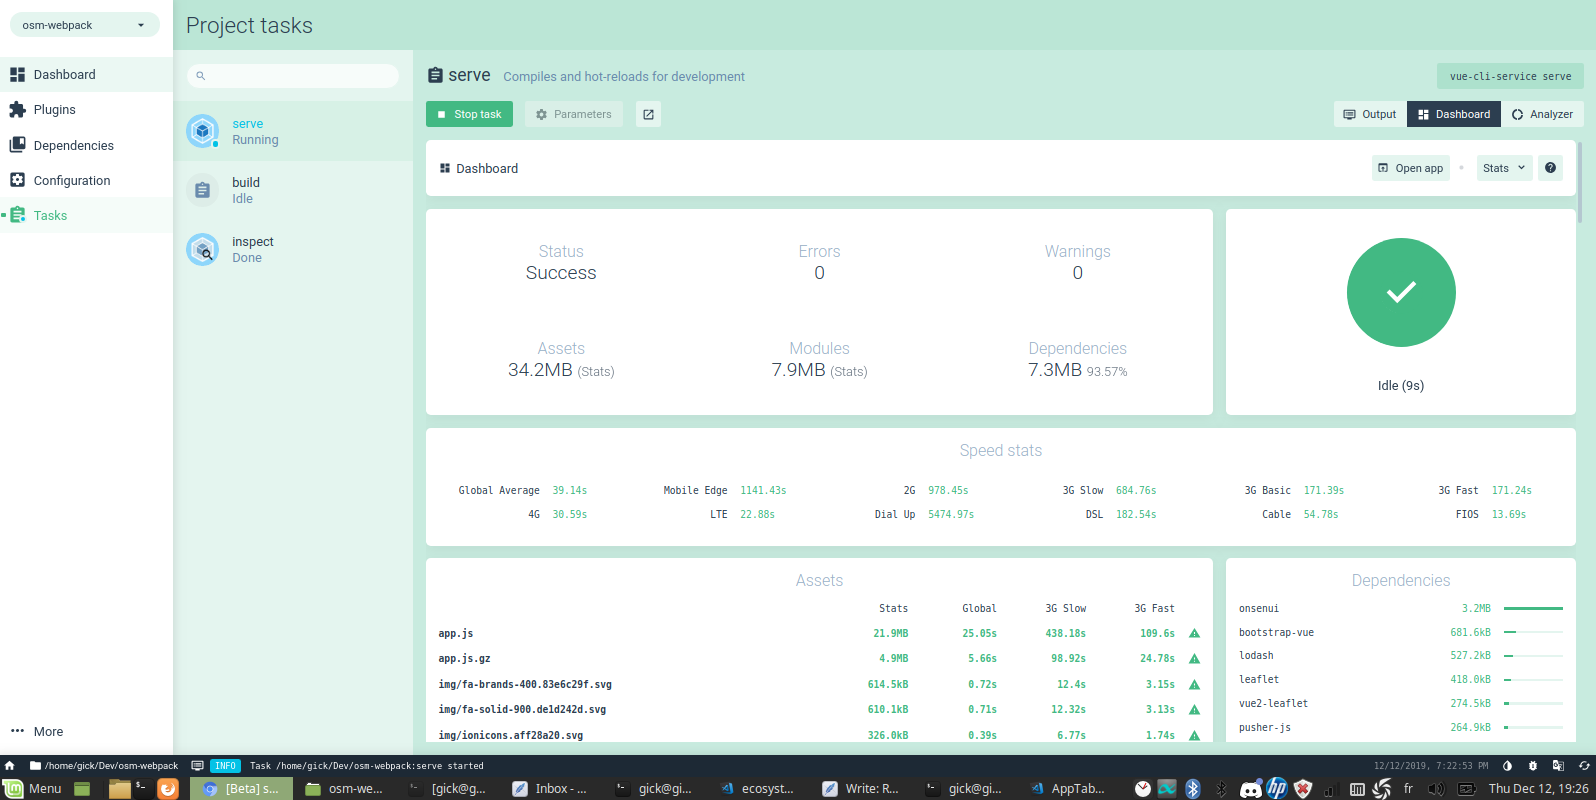 osm-webpack
Project tasks
Dashboard
Plugins
Dependencies
Configuration
Tasks
More
serve
Running
build
Idle
inspect
Done
serve Compiles and hot-reloads for development
vue-cli-service serve
Stop task
Parameters
Output
Dashboard
Analyzer
Dashboard
Open app
Stats
Status
Success
Errors
0
Warnings
0
Assets
34.2MB (Stats)
Modules
7.9MB (Stats)
Dependencies
7.3MB 93.57%
Idle (9s)
Speed stats
Global Average 39.14s Mobile Edge 1141.43s 2G 978.45s 3G Slow 684.76s 3G Basic 171.39s 3G Fast 171.24s
4G 30.59s LTE 22.88s Dial Up 5474.97s DSL 182.54s Cable 54.78s FIOS 13.69s
Assets
Stats Global 3G Slow 3G Fast
app.js 21.9MB 25.05s 438.18s 109.6s
app.js.gz 4.9MB 5.66s 98.92s 24.78s
img/fa-brands-400.83e6c29f.svg 614.5kB 0.72s 12.4s 3.15s
img/fa-solid-900.de1d242d.svg 610.1kB 0.71s 12.32s 3.13s
img/ionicons.aff28a20.svg 326.0kB 0.39s 6.77s 1.74s
Dependencies
onsenui 3.2MB
bootstrap-vue 681.6kB
lodash 527.2kB
leaflet 418.0kB
vue2-leaflet 274.5kB
pusher-js 264.9kB
/home/gick/Dev/osm-webpack INFO Task /home/gick/Dev/osm-webpack:serve started 12/12/2019, 7:22:53 PM
Menu [Beta] s... osm-we... [gick@g... Inbox - ... gick@gi... ecosyst... Write: R... gick@gi... AppTab... hp fr Thu Dec 12, 19:26